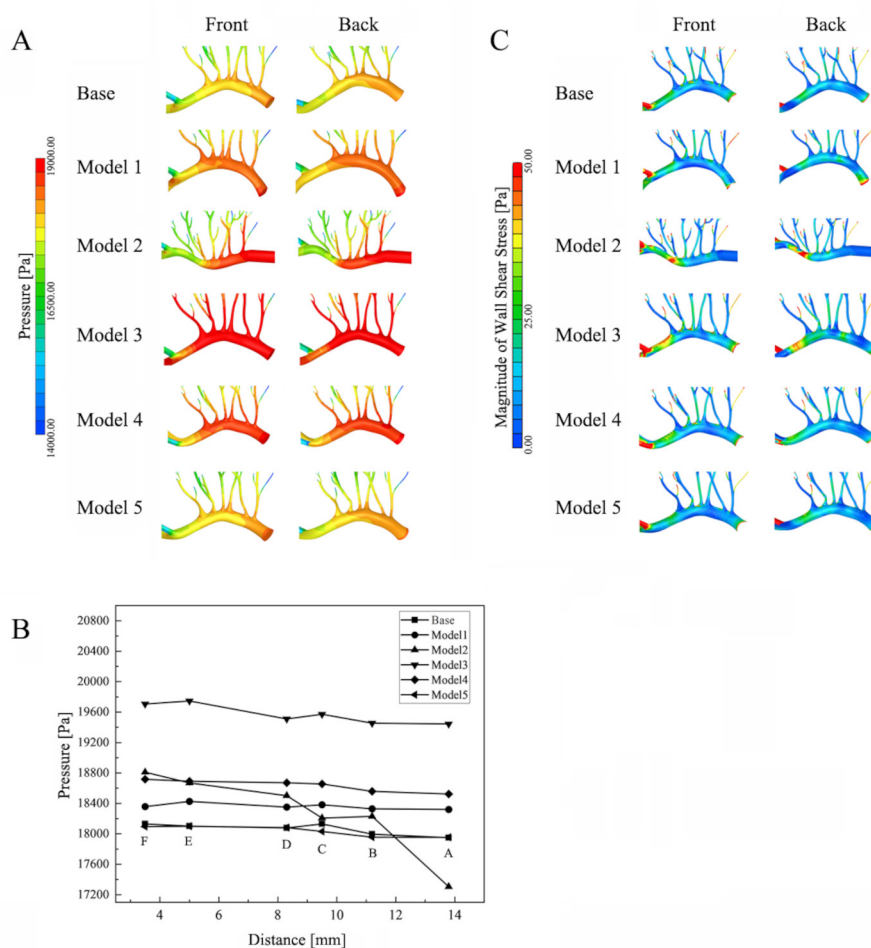 A
Front
Back
Base
Model 1
Model 2
Model 3
Model 4
Model 5
Pressure [Pa]
19000.00
16500.00
14000.00
C
Front
Back
Base
Model 1
Model 2
Model 3
Model 4
Model 5
Magnitude of Wall Shear Stress [Pa]
50.00
25.00
0.00
B
20800
20400
20000
19600
19200
18800
18400
18000
17600
17200
Pressure [Pa]
Base
Model1
Model2
Model3
Model4
Model5
F E D C B A
4 6 8 10 12 14
Distance [mm]